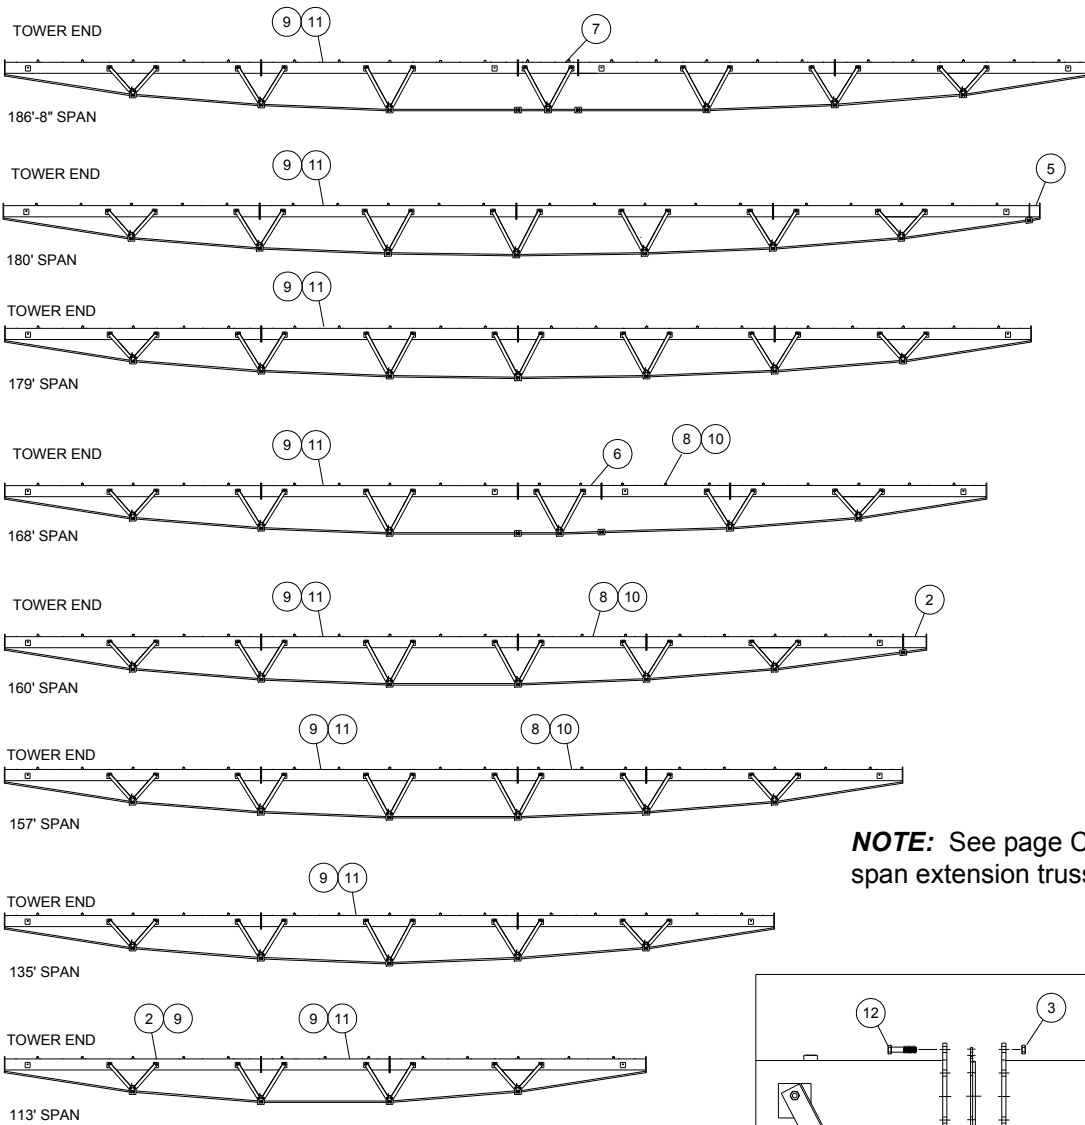 TOWER END
9 11
7
186'-8" SPAN
TOWER END
9 11
5
180' SPAN
TOWER END
9 11
179' SPAN
TOWER END
9 11
6
8 10
168' SPAN
TOWER END
9 11
8 10
2
160' SPAN
TOWER END
9 11
8 10
157' SPAN
NOTE: See page C
span extension truss
TOWER END
9 11
135' SPAN
TOWER END
2 9
9 11
113' SPAN
12
3